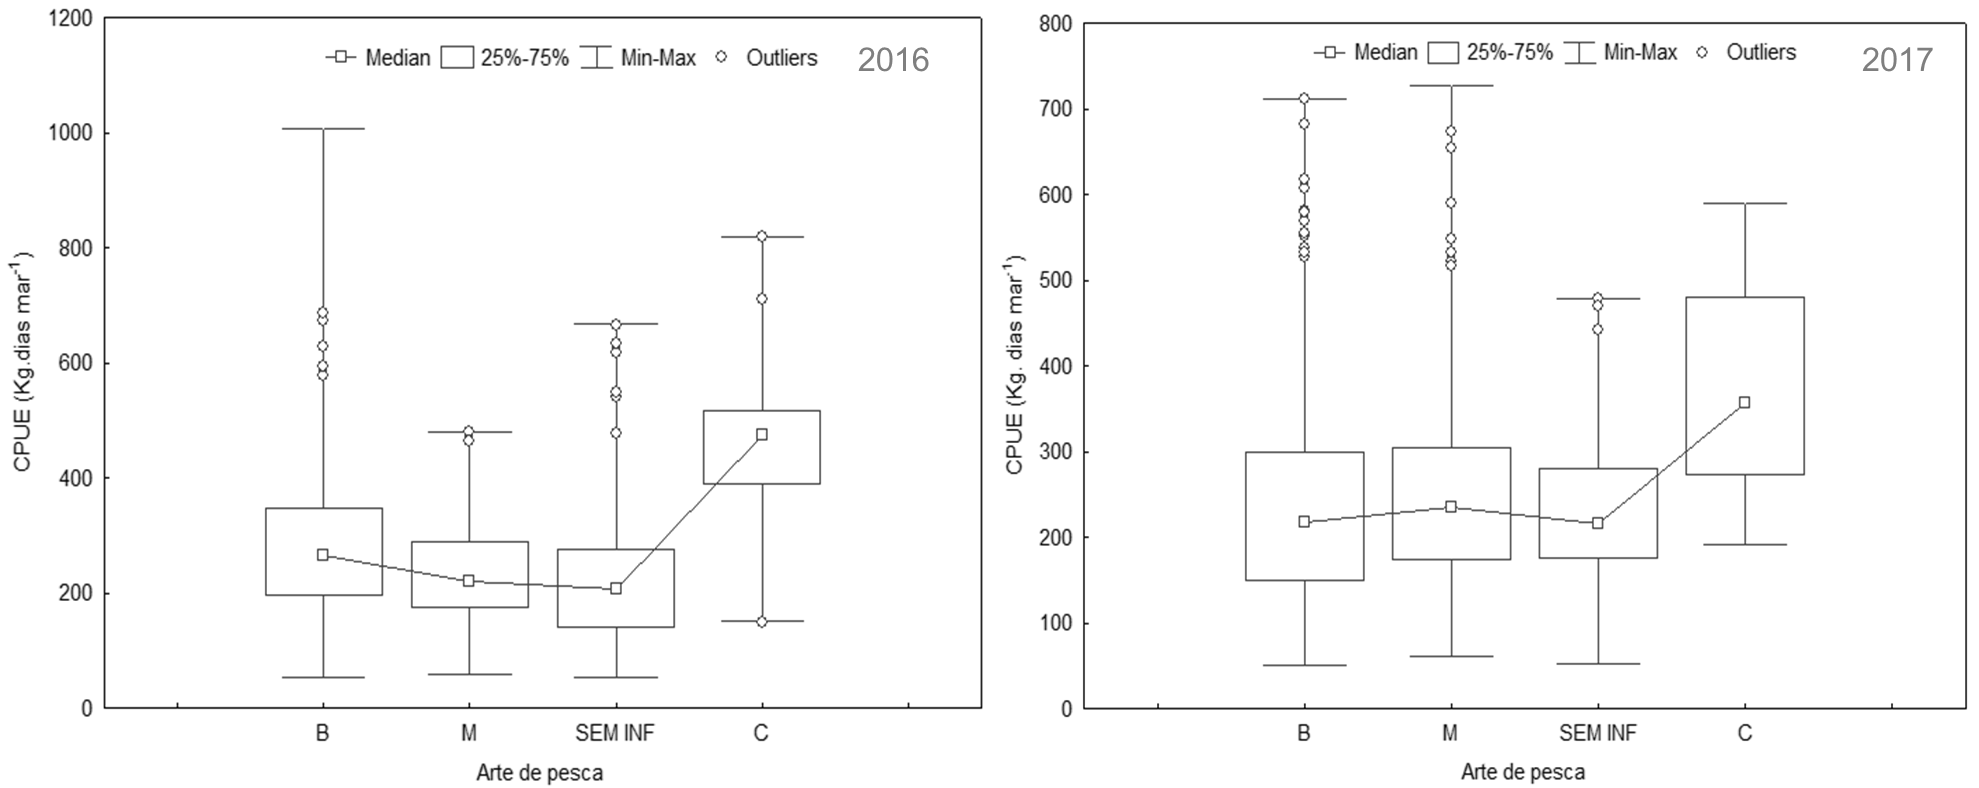 Median 25%-75% Min-Max Outliers 2016
1200
1000
800
600
400
200
0
CPUE (Kg.dias mar⁻¹)
B M SEM INF C
Arte de pesca
Median 25%-75% Min-Max Outliers 2017
800
700
600
500
400
300
200
100
0
CPUE (Kg. dias mar⁻¹)
B M SEM INF C
Arte de pesca